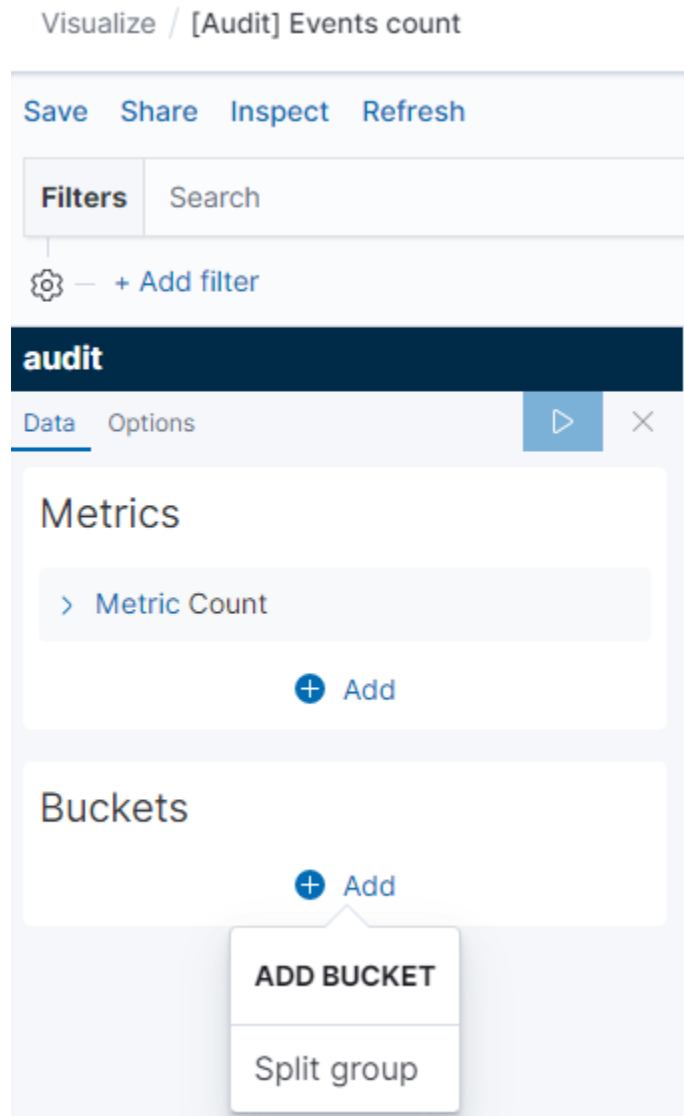 Visualize / [Audit] Events count
Save Share Inspect Refresh
Filters Search
+ Add filter
audit
Data Options
Metrics
Metric Count
Add
Buckets
Add
ADD BUCKET
Split group